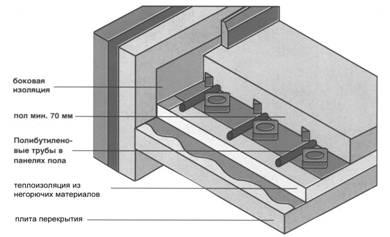 боковая
изоляция
пол мин. 70 мм
Полибутилено-
вые трубы в
панелях пола
теплоизоляция из
негорючих материалов
плита перекрытия